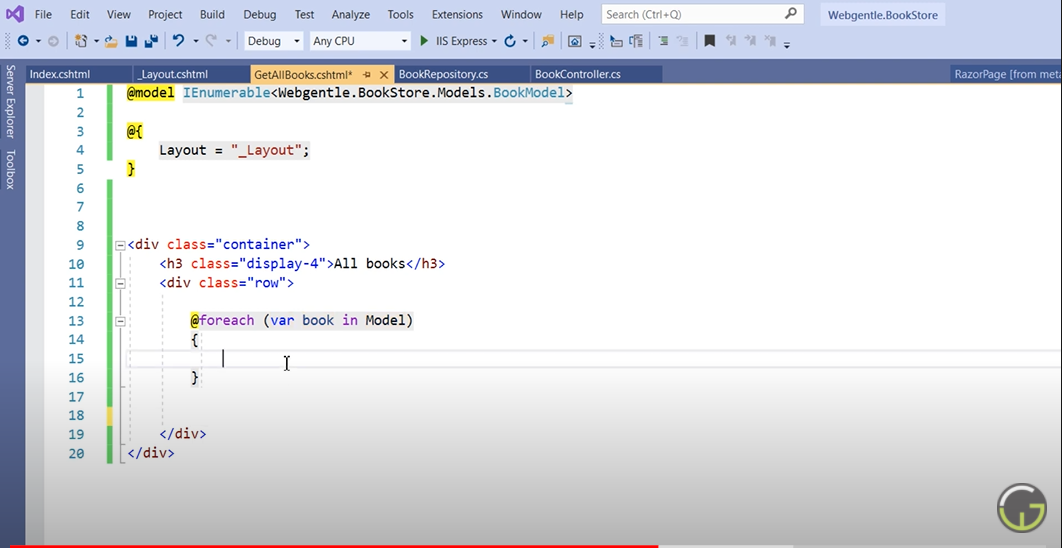 File Edit View Project Build Debug Test Analyze Tools Extensions Window Help Search (Ctrl+Q) Webgentle.BookStore
Debug Any CPU IIS Express
Server Explorer
Toolbox
Index.cshtml _Layout.cshtml GetAllBooks.cshtml* BookRepository.cs BookController.cs RazorPage [from meta
1 @model IEnumerable<Webgentle.BookStore.Models.BookModel>
2
3 @{
4 Layout = "_Layout";
5 }
6
7
8
9 <div class="container">
10 <h3 class="display-4">All books</h3>
11 <div class="row">
12
13 @foreach (var book in Model)
14 {
15
16 }
17
18
19 </div>
20 </div>